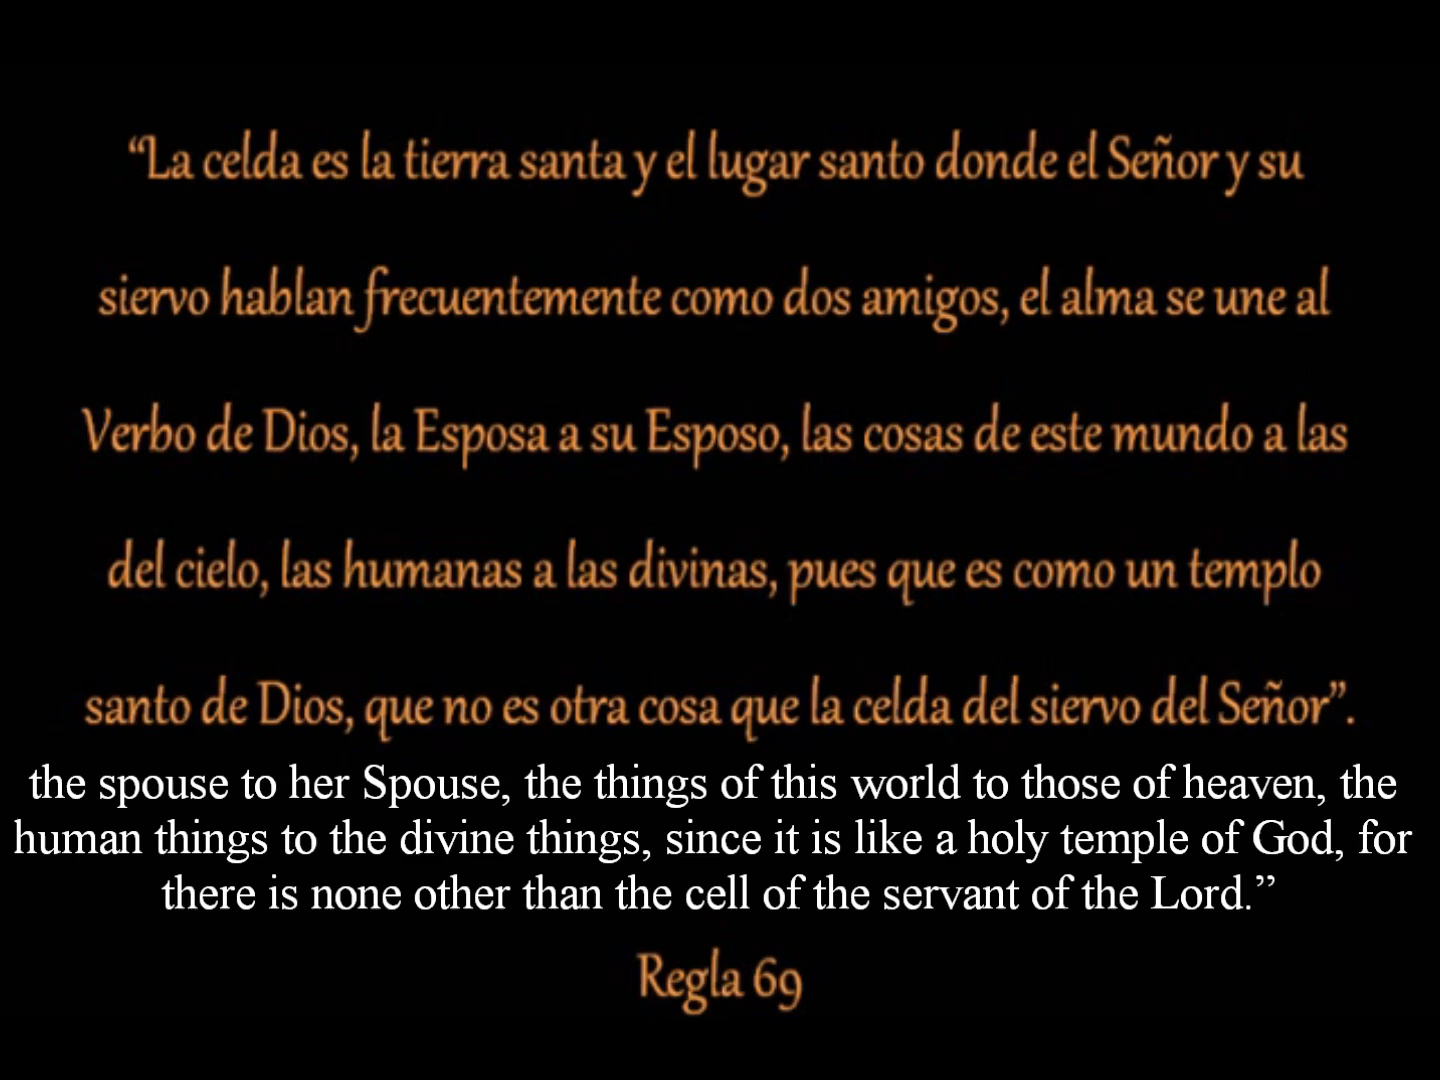 “La celda es la tierra santa y el lugar santo donde el Señor y su
siervo hablan frecuentemente como dos amigos, el alma se une al
Verbo de Dios, la Esposa a su Esposo, las cosas de este mundo a las
del cielo, las humanas a las divinas, pues que es como un templo
santo de Dios, que no es otra cosa que la celda del siervo del Señor”.
the spouse to her Spouse, the things of this world to those of heaven, the
human things to the divine things, since it is like a holy temple of God, for
there is none other than the cell of the servant of the Lord.”
Regla 69